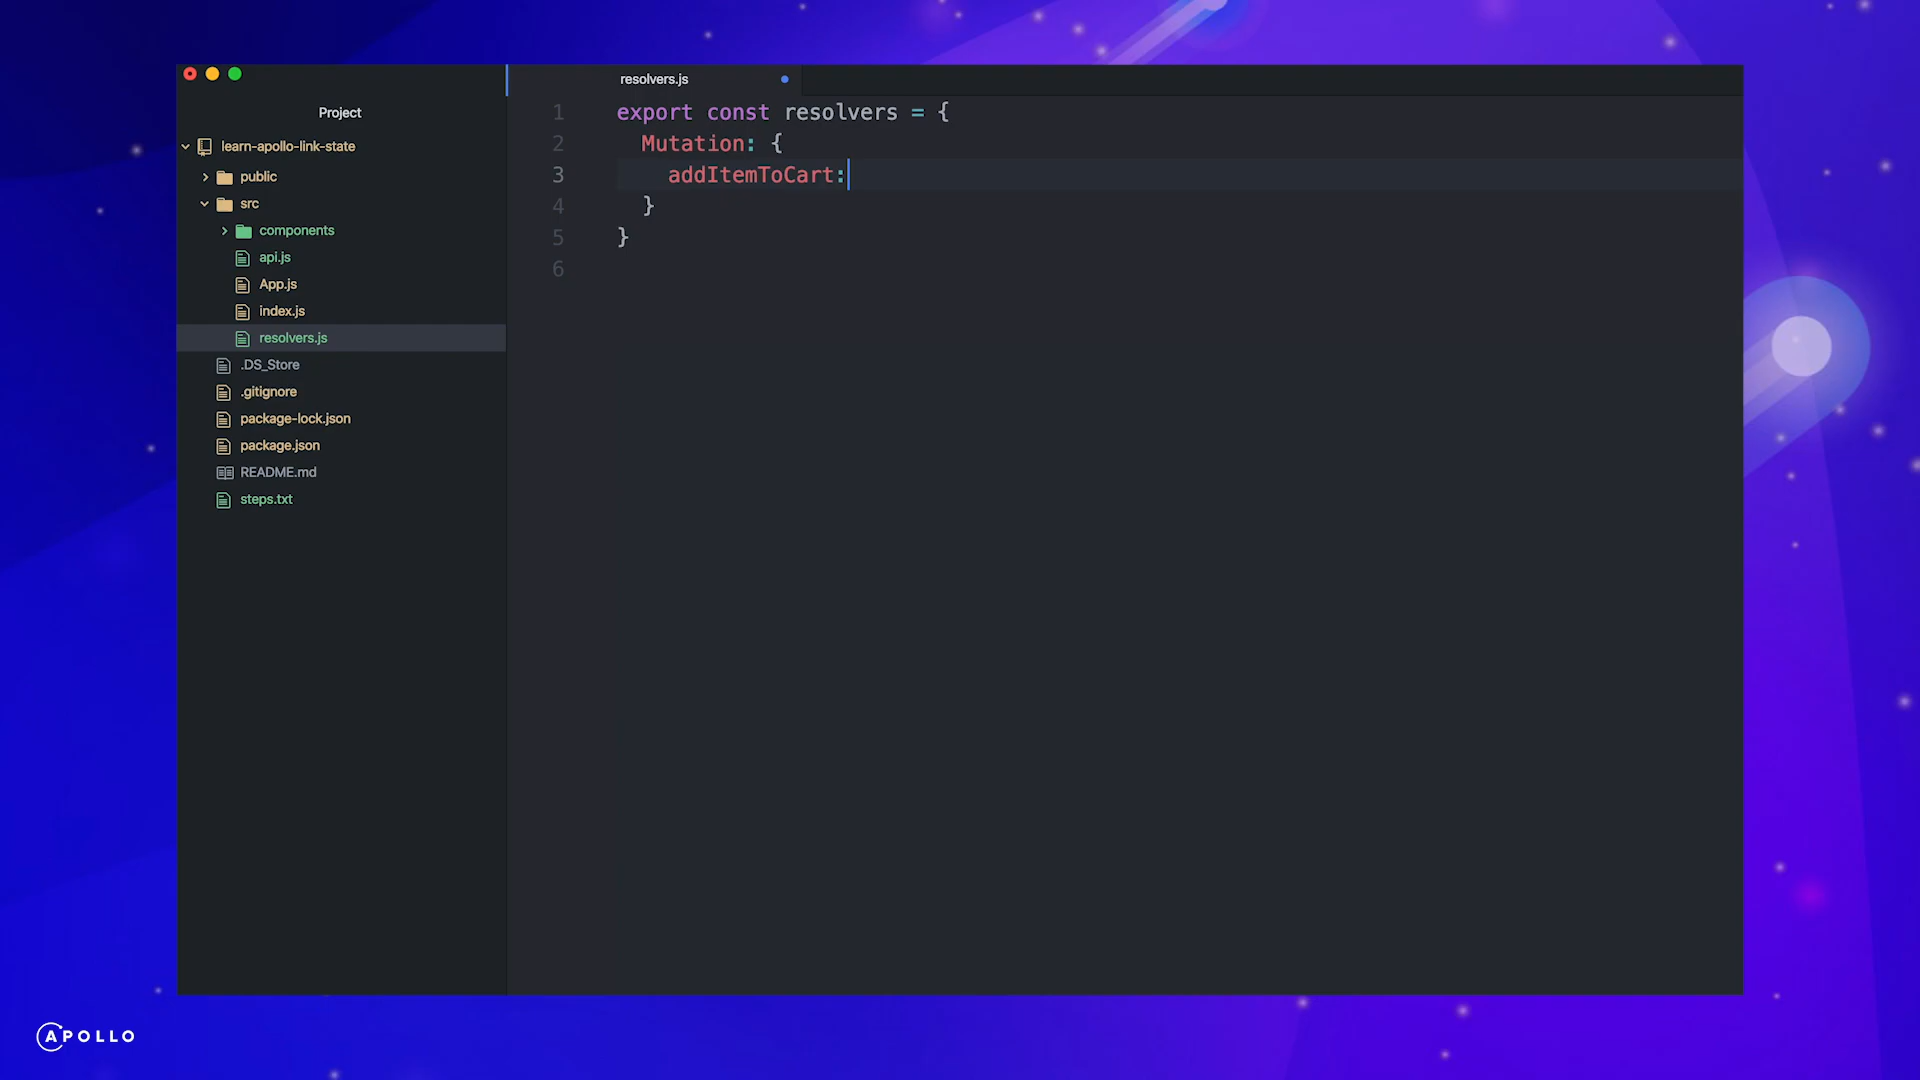 Project
learn-apollo-link-state
public
src
components
api.js
App.js
index.js
resolvers.js
.DS_Store
.gitignore
package-lock.json
package.json
README.md
steps.txt
resolvers.js
1 export const resolvers = {
2 Mutation: {
3 addItemToCart:
4 }
5 }
6
APOLLO